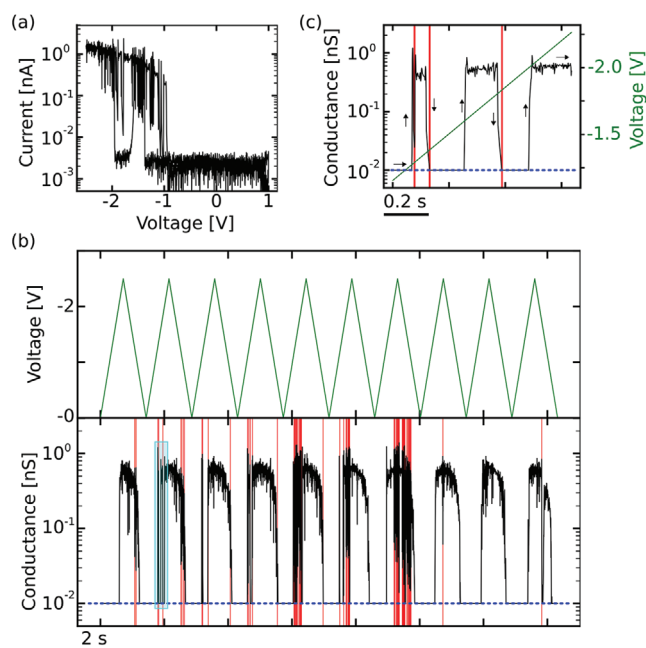 (a)
Current [nA]
10⁰
10⁻¹
10⁻²
10⁻³
-2
-1
0
1
Voltage [V]
(c)
Conductance [nS]
10⁰
10⁻¹
10⁻²
-2.0
-1.5
Voltage [V]
0.2 s
(b)
Voltage [V]
-2
-0
Conductance [nS]
10⁰
10⁻¹
10⁻²
2 s